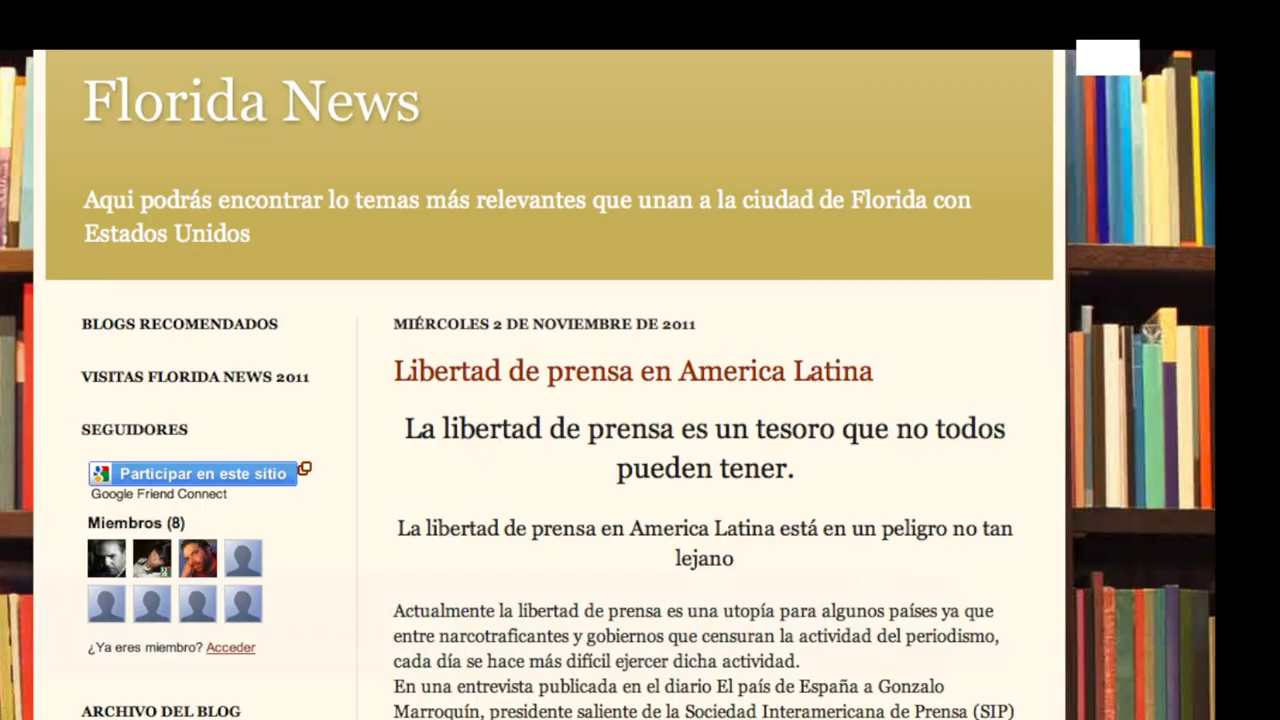 Florida News
Aqui podrás encontrar lo temas más relevantes que unan a la ciudad de Florida con
Estados Unidos
BLOGS RECOMENDADOS
VISITAS FLORIDA NEWS 2011
SEGUIDORES
Participar en este sitio
Google Friend Connect
Miembros (8)
¿Ya eres miembro? Acceder
ARCHIVO DEL BLOG
MIÉRCOLES 2 DE NOVIEMBRE DE 2011
Libertad de prensa en America Latina
La libertad de prensa es un tesoro que no todos
pueden tener.
La libertad de prensa en America Latina está en un peligro no tan
lejano
Actualmente la libertad de prensa es una utopía para algunos países ya que
entre narcotraficantes y gobiernos que censuran la actividad del periodismo,
cada día se hace más difícil ejercer dicha actividad.
En una entrevista publicada en el diario El país de España a Gonzalo
Marroquín, presidente saliente de la Sociedad Interamericana de Prensa (SIP)